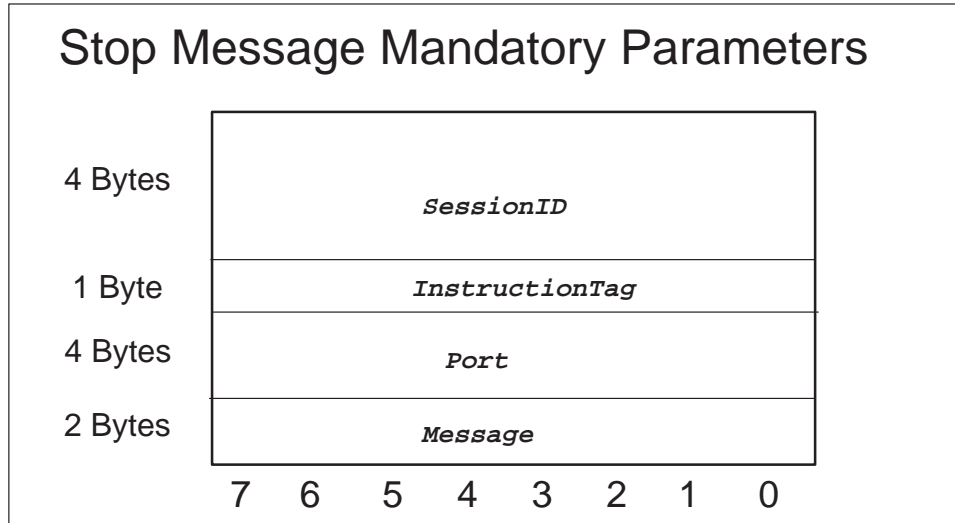 Stop Message Mandatory Parameters
4 Bytes
SessionID
1 Byte
InstructionTag
4 Bytes
Port
2 Bytes
Message
7 6 5 4 3 2 1 0